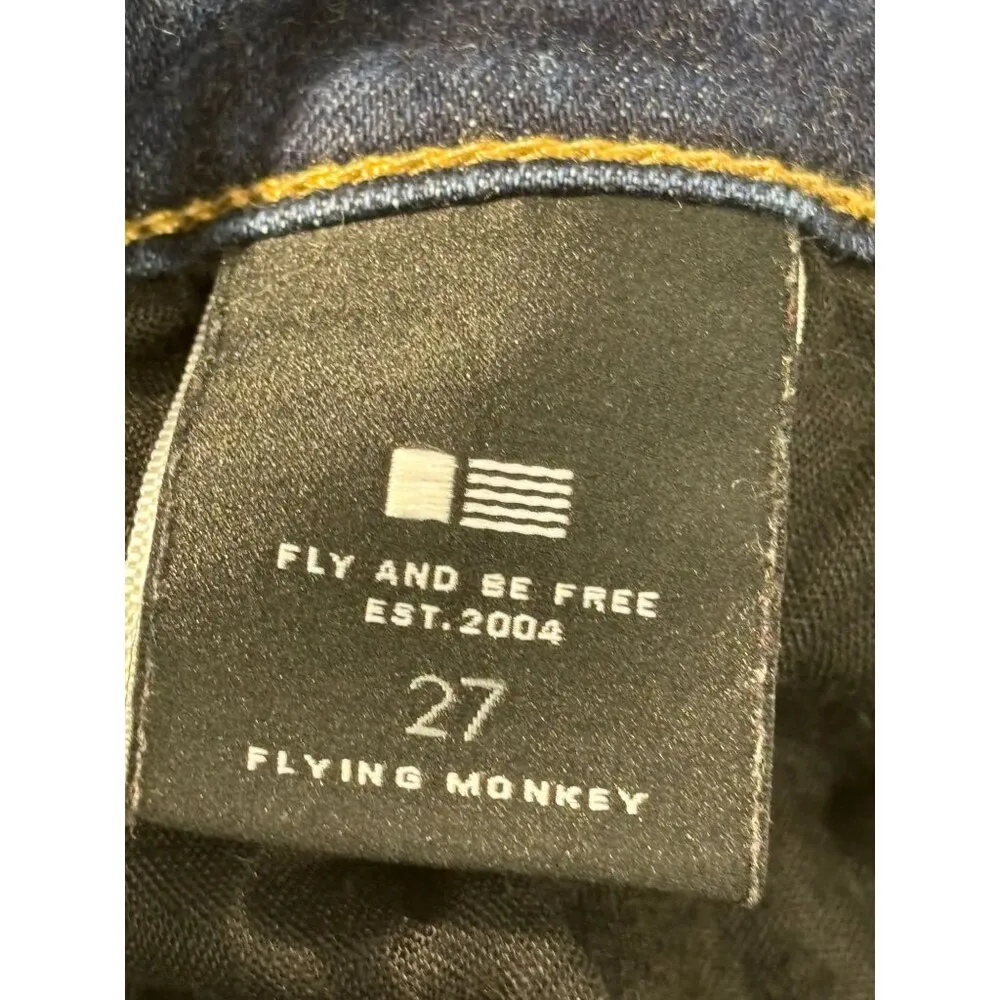 FLY AND BE FREE
EST.2004
27
FLYING MONKEY